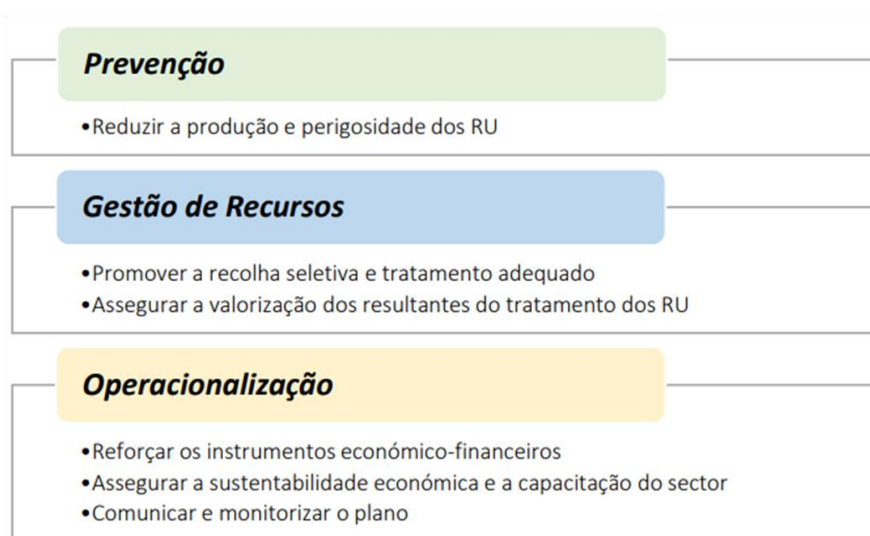 Prevenção
•Reduzir a produção e perigosidade dos RU
Gestão de Recursos
•Promover a recolha seletiva e tratamento adequado
•Assegurar a valorização dos resultantes do tratamento dos RU
Operacionalização
•Reforçar os instrumentos económico-financeiros
•Assegurar a sustentabilidade económica e a capacitação do sector
•Comunicar e monitorizar o plano